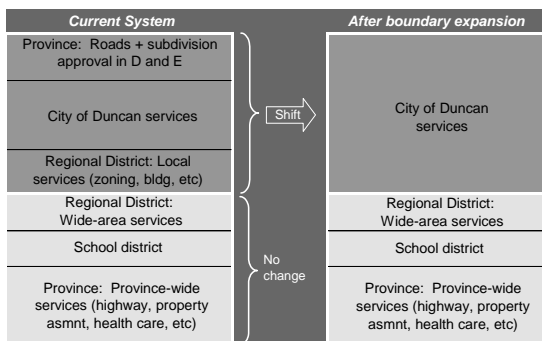 Current System
Province: Roads + subdivision
approval in D and E
City of Duncan services
Regional District: Local
services (zoning, bldg, etc)
Regional District:
Wide-area services
School district
Province: Province-wide
services (highway, property
asmnt, health care, etc)
Shift
No
change
After boundary expansion
City of Duncan
services
Regional District:
Wide-area services
School district
Province: Province-wide
services (highway, property
asmnt, health care, etc)